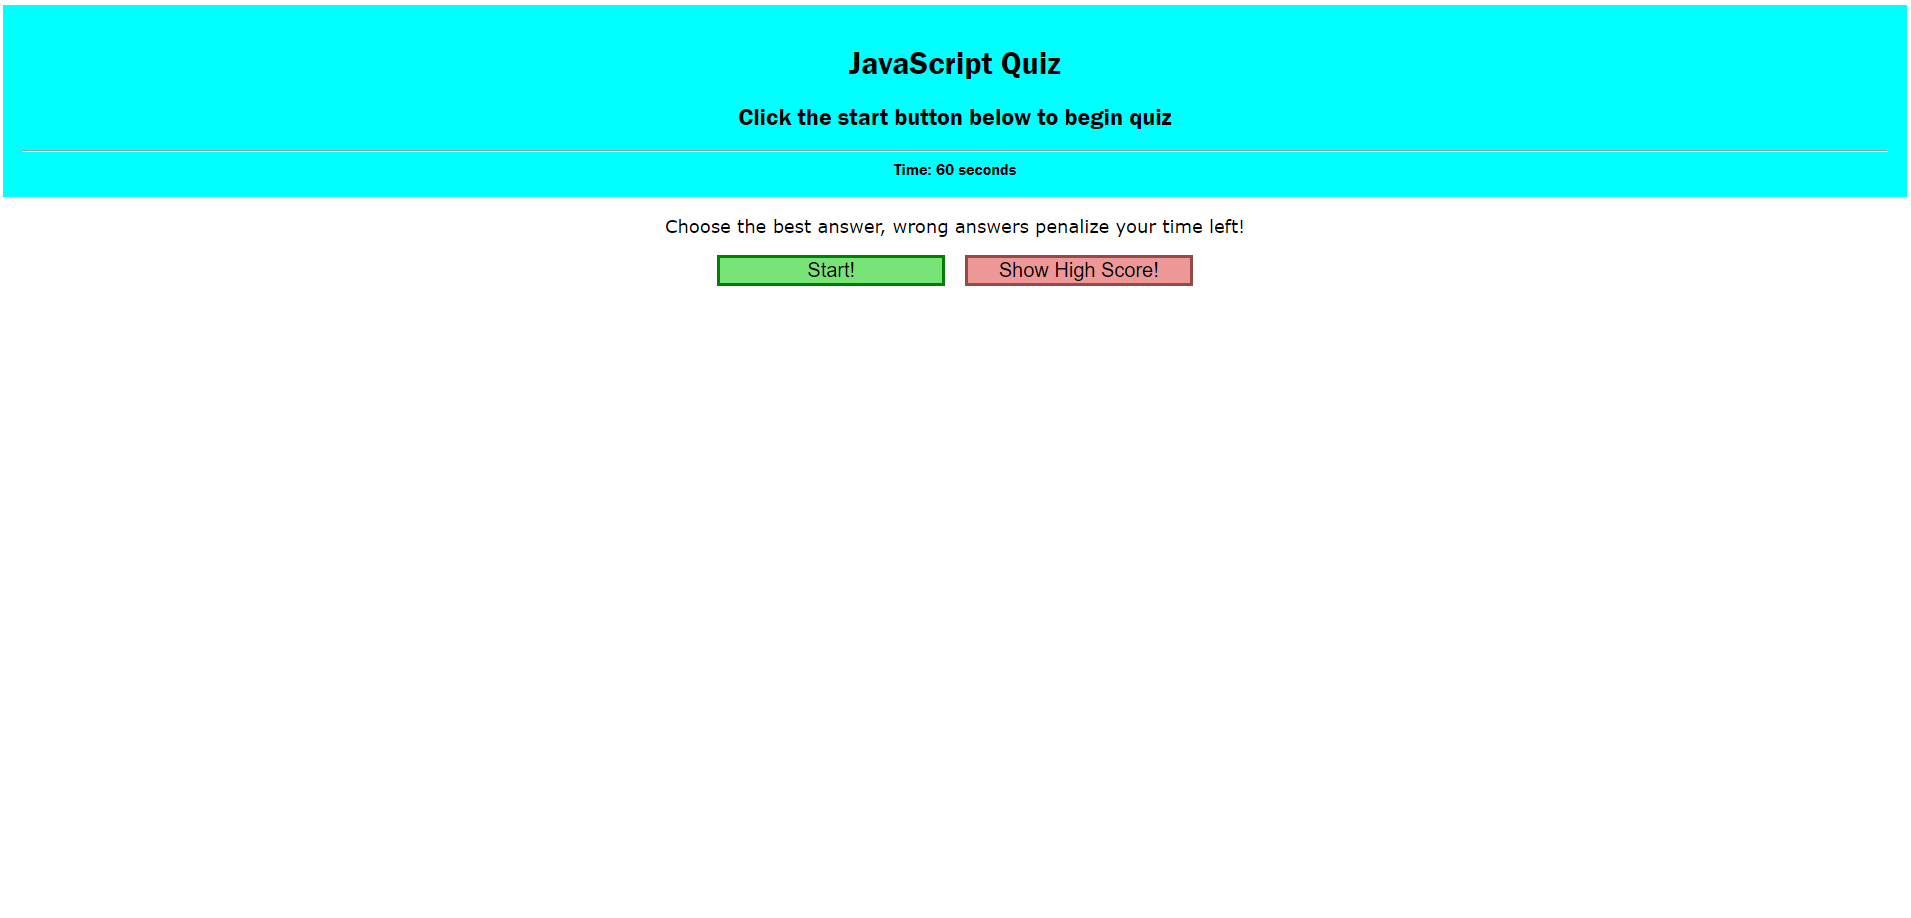 JavaScript Quiz
Click the start button below to begin quiz
Time: 60 seconds
Choose the best answer, wrong answers penalize your time left!
Start!
Show High Score!